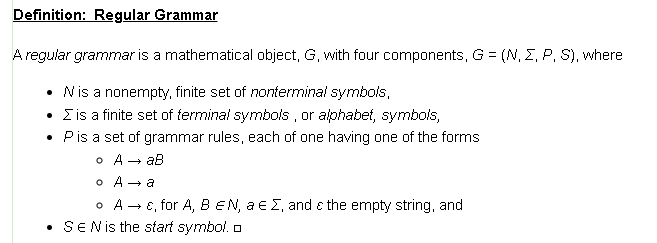 Definition: Regular Grammar
A regular grammar is a mathematical object, G, with four components, G = (N, Σ, P, S), where
• N is a nonempty, finite set of nonterminal symbols,
• Σ is a finite set of terminal symbols , or alphabet, symbols,
• P is a set of grammar rules, each of one having one of the forms
○ A → aB
○ A → a
○ A → ε, for A, B ∈ N, a ∈ Σ, and ε the empty string, and
• S ∈ N is the start symbol. □